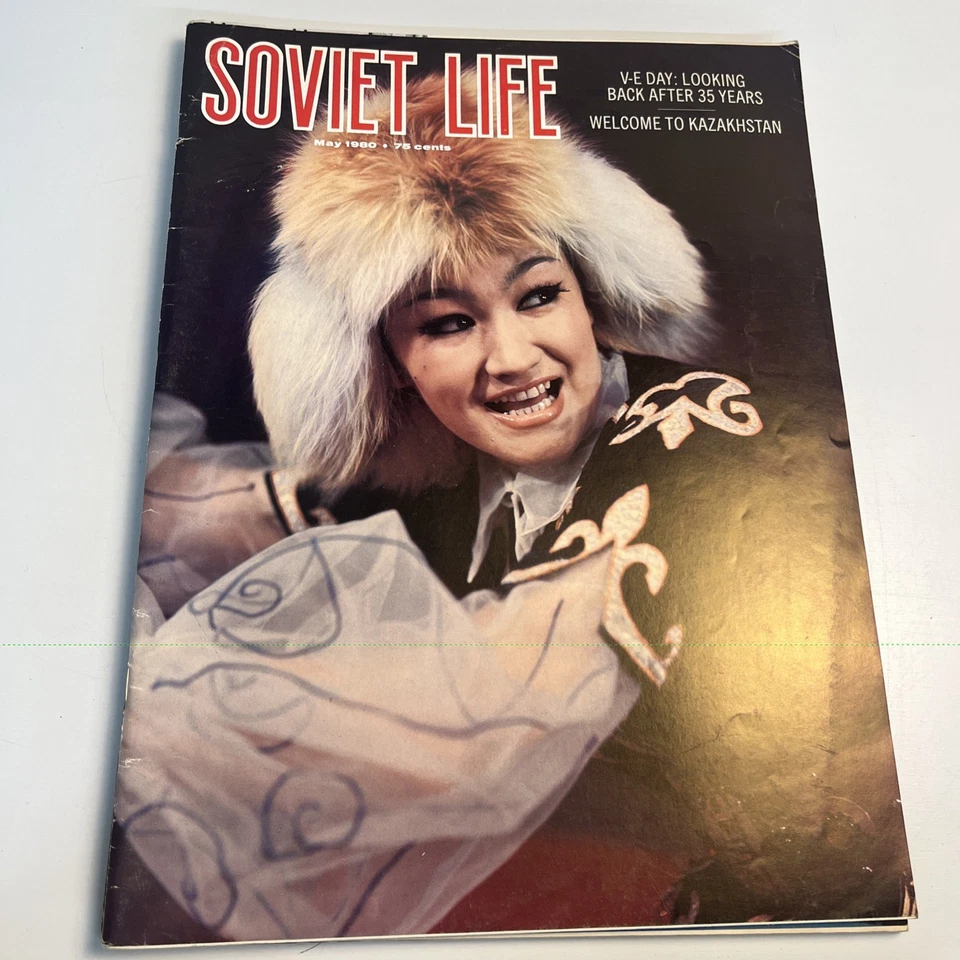 SOVIET LIFE
May 1980 • 75 cents
V-E DAY: LOOKING
BACK AFTER 35 YEARS
WELCOME TO KAZAKHSTAN